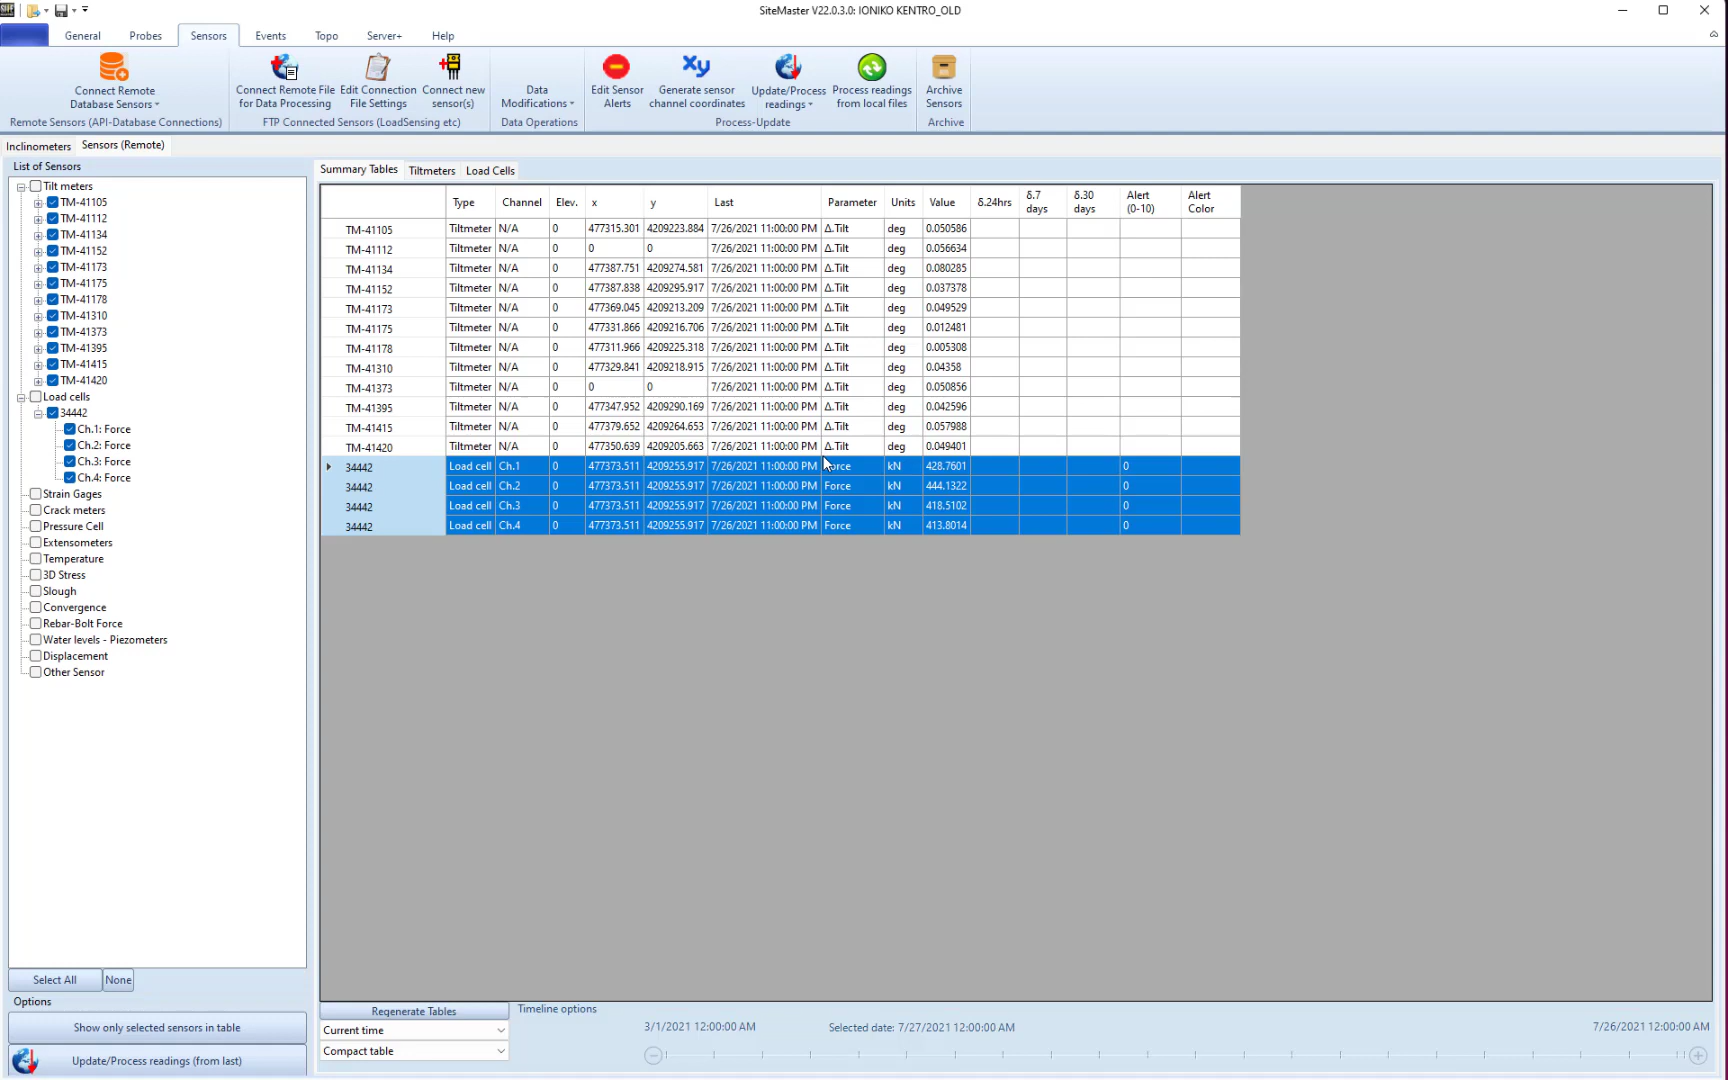 SiteMaster V22.0.3.0: IONIKO KENTRO_OLD
General Probes Sensors Events Topo Server+ Help
Connect Remote
Database Sensors
Connect Remote File
for Data Processing
Edit Connection
File Settings
Connect new
sensor(s)
Data
Modifications
Edit Sensor
Alerts
Xy
Generate sensor
channel coordinates
Update/Process
readings
Process readings
from local files
Archive
Sensors
Remote Sensors (API-Database Connections) FTP Connected Sensors (LoadSensing etc) Data Operations Process-Update Archive
Inclinometers Sensors (Remote)
List of Sensors
Tilt meters
TM-41105
TM-41112
TM-41134
TM-41152
TM-41173
TM-41175
TM-41178
TM-41310
TM-41373
TM-41395
TM-41415
TM-41420
Load cells
34442
Ch.1: Force
Ch.2: Force
Ch.3: Force
Ch.4: Force
Strain Gages
Crack meters
Pressure Cell
Extensometers
Temperature
3D Stress
Slough
Convergence
Rebar-Bolt Force
Water levels - Piezometers
Displacement
Other Sensor
Select All None
Options
Show only selected sensors in table
Update/Process readings (from last)
Summary Tables Tiltmeters Load Cells
Type Channel Elev. x y Last Parameter Units Value δ.24hrs δ.7 days δ.30 days Alert (0-10) Alert Color
TM-41105 Tiltmeter N/A 0 477315.301 4209223.884 7/26/2021 11:00:00 PM Δ.Tilt deg 0.050586
TM-41112 Tiltmeter N/A 0 0 0 7/26/2021 11:00:00 PM Δ.Tilt deg 0.056634
TM-41134 Tiltmeter N/A 0 477387.751 4209274.581 7/26/2021 11:00:00 PM Δ.Tilt deg 0.080285
TM-41152 Tiltmeter N/A 0 477387.838 4209295.917 7/26/2021 11:00:00 PM Δ.Tilt deg 0.037378
TM-41173 Tiltmeter N/A 0 477369.045 4209213.209 7/26/2021 11:00:00 PM Δ.Tilt deg 0.049529
TM-41175 Tiltmeter N/A 0 477331.866 4209216.706 7/26/2021 11:00:00 PM Δ.Tilt deg 0.012481
TM-41178 Tiltmeter N/A 0 477311.966 4209225.318 7/26/2021 11:00:00 PM Δ.Tilt deg 0.005308
TM-41310 Tiltmeter N/A 0 477329.841 4209218.915 7/26/2021 11:00:00 PM Δ.Tilt deg 0.04358
TM-41373 Tiltmeter N/A 0 0 0 7/26/2021 11:00:00 PM Δ.Tilt deg 0.050856
TM-41395 Tiltmeter N/A 0 477347.952 4209290.169 7/26/2021 11:00:00 PM Δ.Tilt deg 0.042596
TM-41415 Tiltmeter N/A 0 477379.652 4209264.653 7/26/2021 11:00:00 PM Δ.Tilt deg 0.057988
TM-41420 Tiltmeter N/A 0 477350.639 4209205.663 7/26/2021 11:00:00 PM Δ.Tilt deg 0.049401
34442 Load cell Ch.1 0 477373.511 4209255.917 7/26/2021 11:00:00 PM Force kN 428.7601 0
34442 Load cell Ch.2 0 477373.511 4209255.917 7/26/2021 11:00:00 PM Force kN 444.1322 0
34442 Load cell Ch.3 0 477373.511 4209255.917 7/26/2021 11:00:00 PM Force kN 418.5102 0
34442 Load cell Ch.4 0 477373.511 4209255.917 7/26/2021 11:00:00 PM Force kN 413.8014 0
Regenerate Tables Timeline options
Current time
Compact table
3/1/2021 12:00:00 AM Selected date: 7/27/2021 12:00:00 AM 7/26/2021 12:00:00 AM